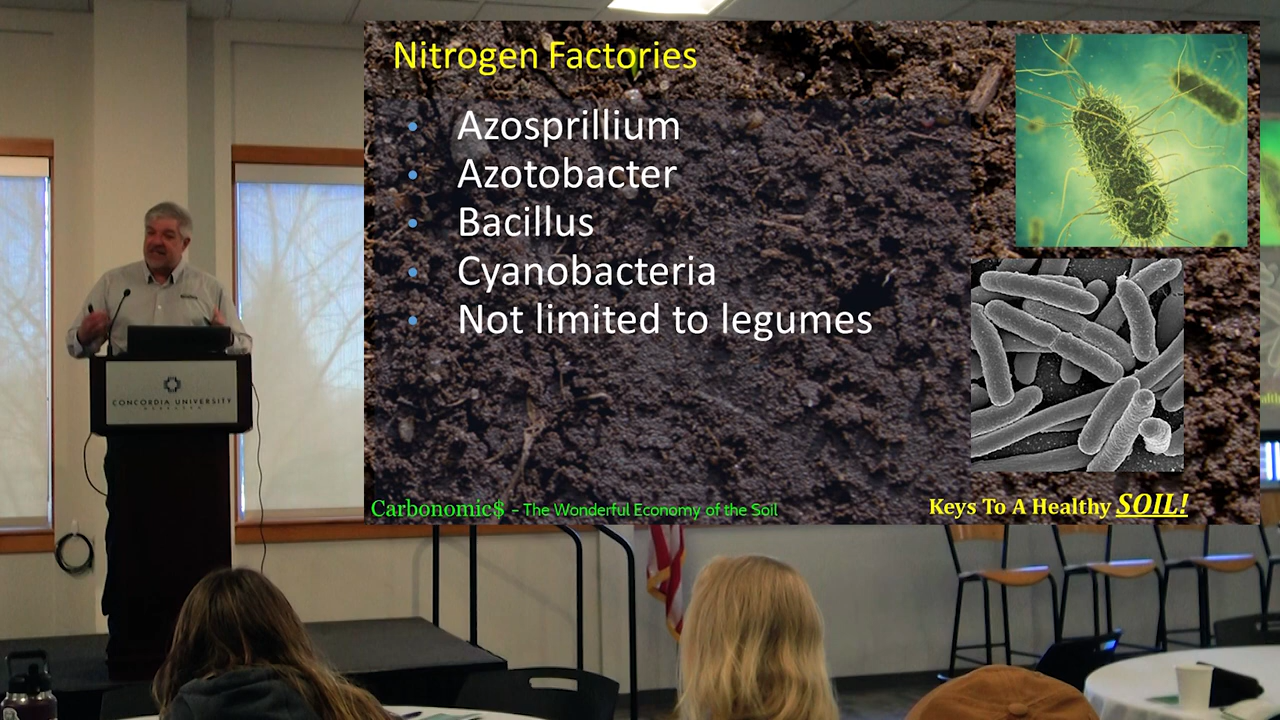 Nitrogen Factories
• Azosprillium
• Azotobacter
• Bacillus
• Cyanobacteria
• Not limited to legumes
Carbonomic$ – The Wonderful Economy of the Soil
Keys To A Healthy SOIL!
CONCORDIA UNIVERSITY
NEBRASKA